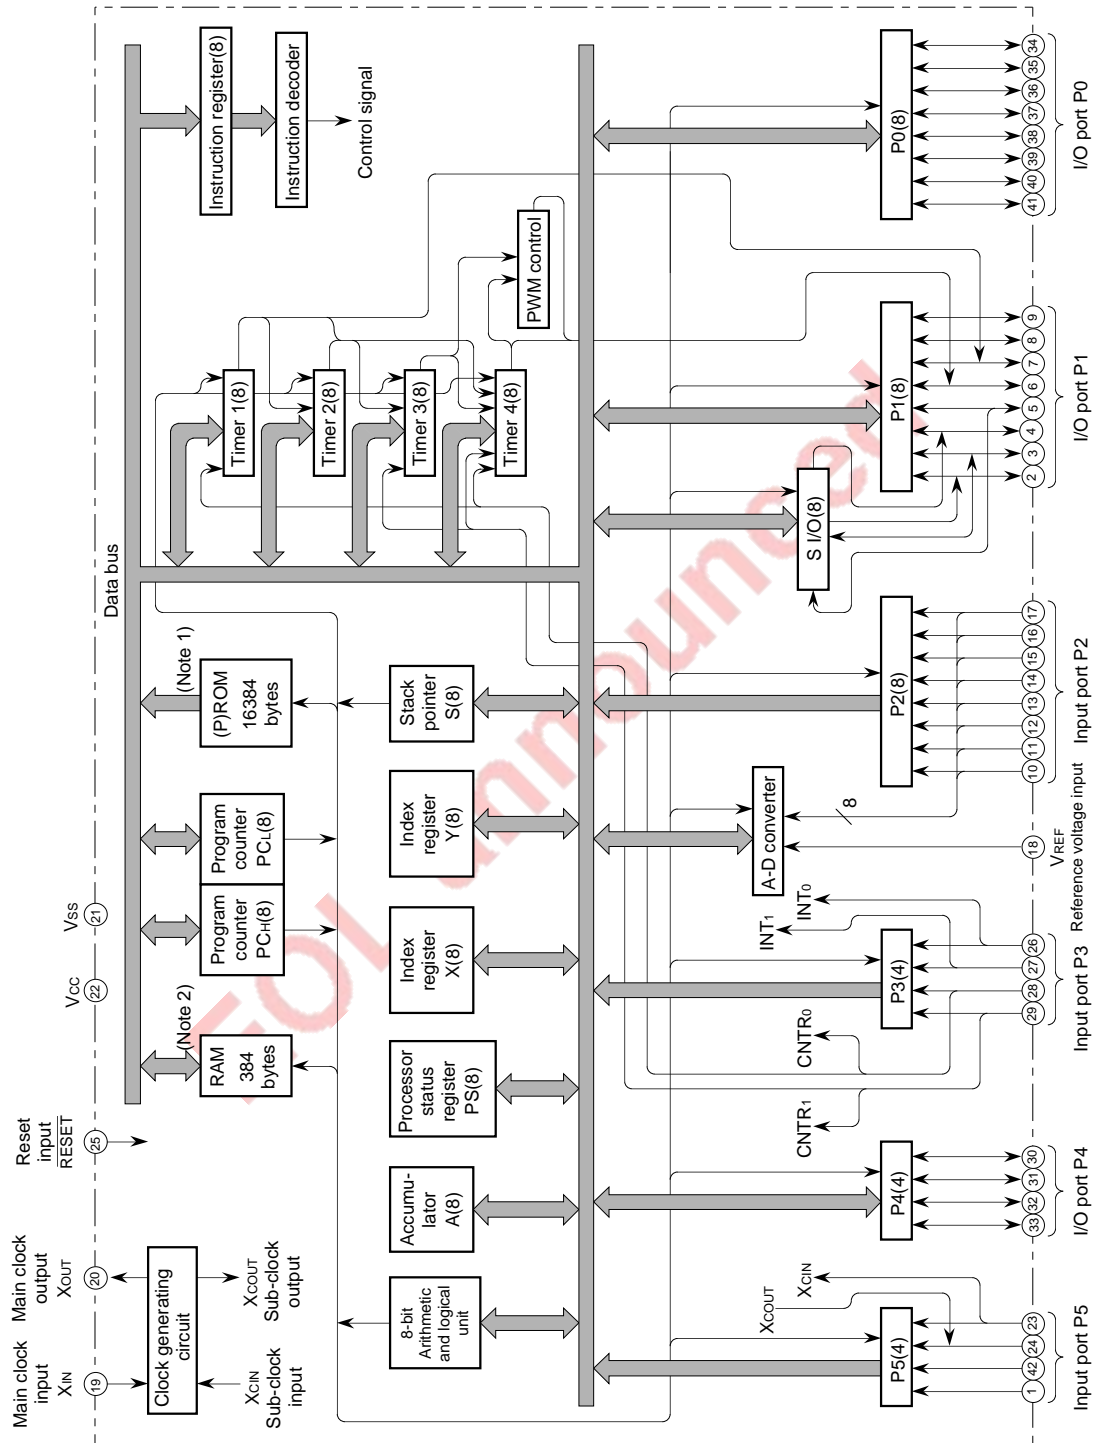 Main clock
input
XIN
19
Main clock
output
XOUT
20
Clock generating
circuit
XCIN
Sub-clock
input
XCOUT
Sub-clock
output
Reset
input
RESET
25
VCC
22
VSS
21
Data bus
RAM
384
bytes
(Note 2)
Program
counter
PCH(8)
Program
counter
PCL(8)
(P)ROM
16384
bytes
(Note 1)
Instruction register(8)
Instruction decoder
Control signal
8-bit
Arithmetic
and logical
unit
Accumu-
lator
A(8)
Processor
status
register
PS(8)
Index
register
X(8)
Index
register
Y(8)
Stack
pointer
S(8)
Timer 1(8)
Timer 2(8)
Timer 3(8)
Timer 4(8)
PWM control
XCOUT
XCIN
CNTR1
CNTR0
INT1
INT0
A-D converter
8
S I/O(8)
P5(4)
P4(4)
P3(4)
P2(8)
P1(8)
P0(8)
1 42 24 23
Input port P5
33 32 31 30
I/O port P4
29 28 27 26
Input port P3
18
VREF
Reference voltage input
10 11 12 13 14 15 16 17
Input port P2
2 3 4 5 6 7 8 9
I/O port P1
41 40 39 38 37 36 35 34
I/O port P0
EOL announced